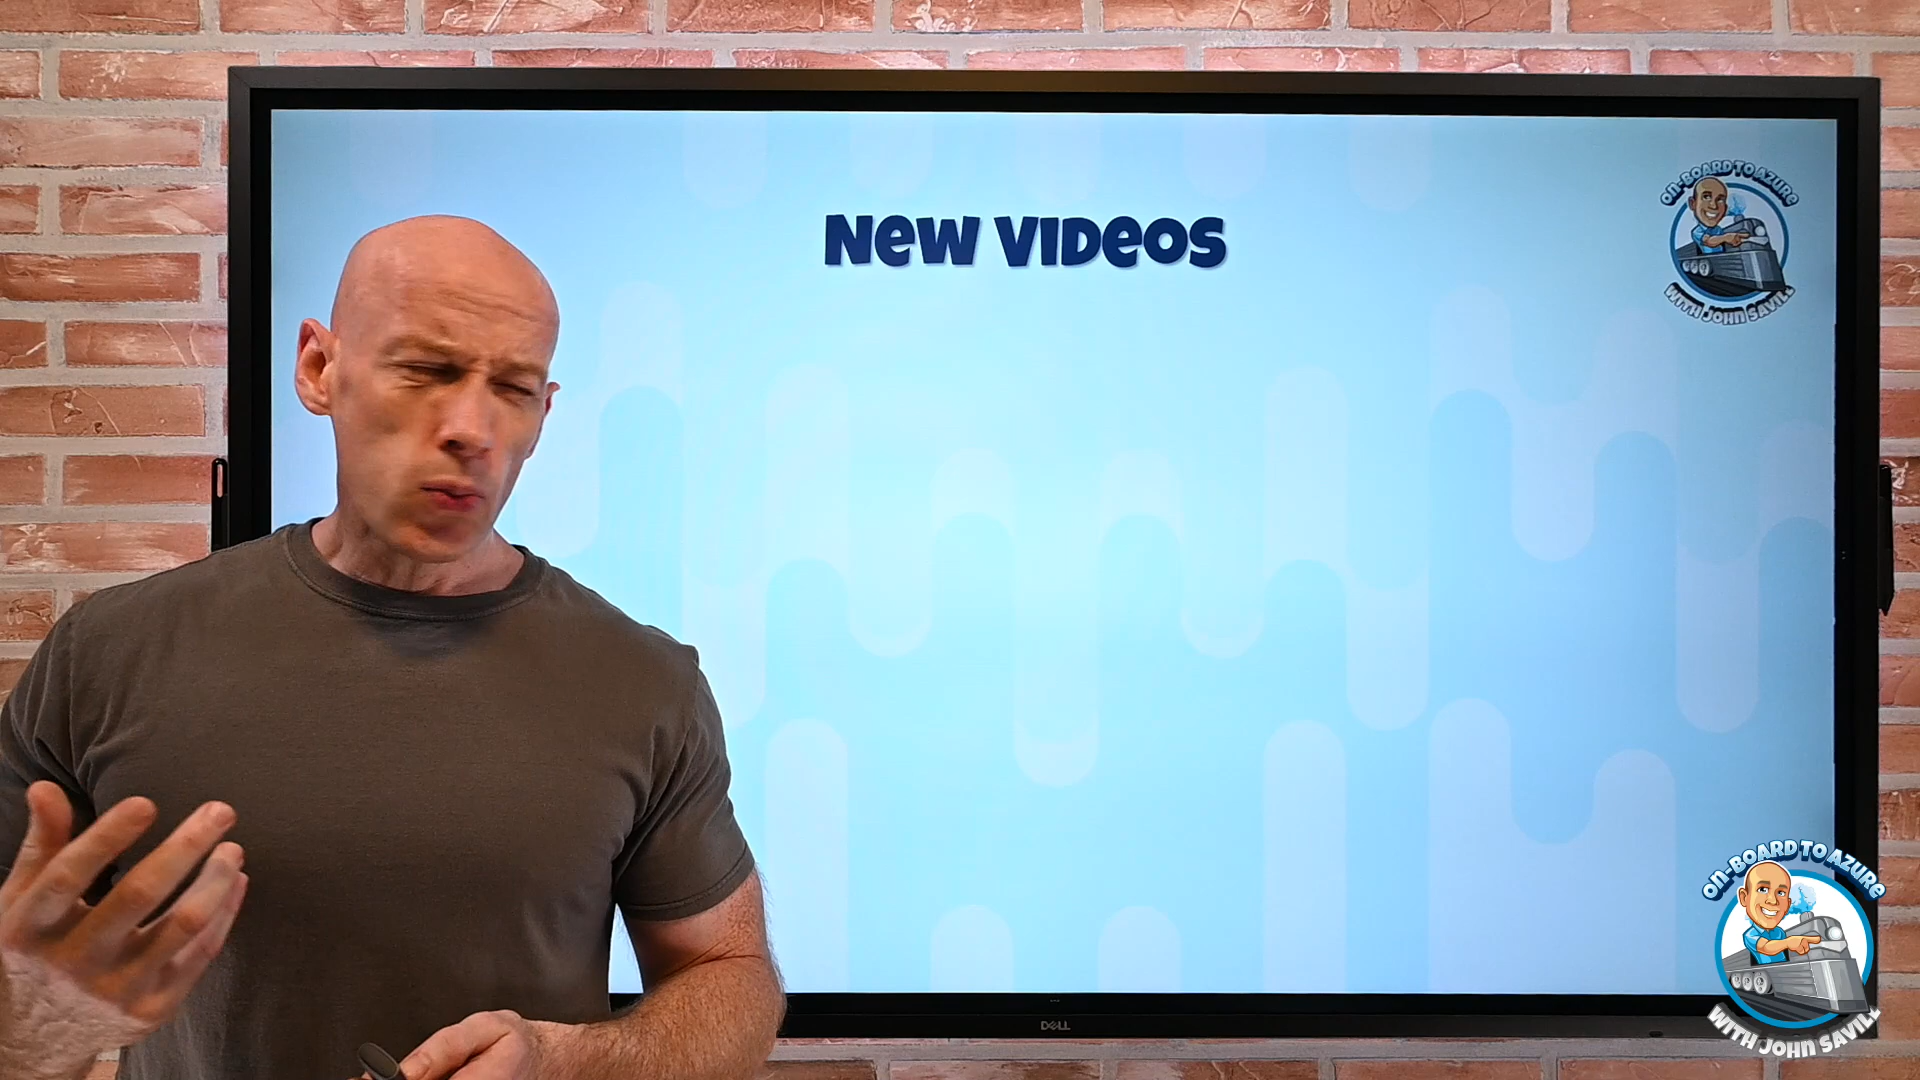 New Videos
ON-BOARD TO AZURE
WITH JOHN SAVILL
DELL
ON-BOARD TO AZURE
WITH JOHN SAVILL